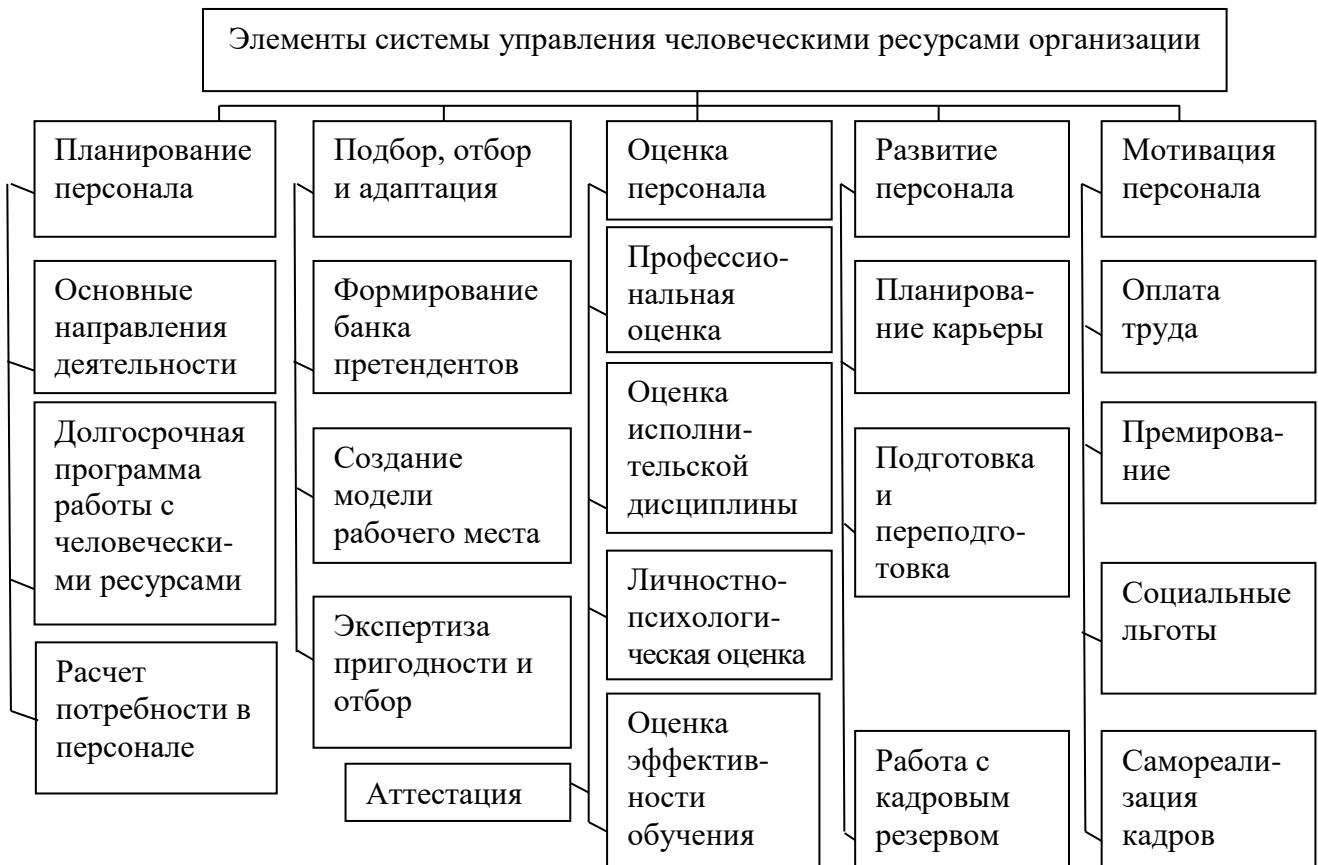 Элементы системы управления человеческими ресурсами организации
Планирование
персонала
Основные
направления
деятельности
Долгосрочная
программа
работы с
человечески-
ми ресурсами
Расчет
потребности в
персонале
Подбор, отбор
и адаптация
Формирование
банка
претендентов
Создание
модели
рабочего места
Экспертиза
пригодности и
отбор
Оценка
персонала
Профессио-
нальная
оценка
Оценка
исполни-
тельской
дисциплины
Личностно-
психологи-
ческая оценка
Оценка
эффектив-
ности
обучения
Аттестация
Развитие
персонала
Планирова-
ние карьеры
Подготовка
и
переподго-
товка
Работа с
кадровым
резервом
Мотивация
персонала
Оплата
труда
Премирова-
ние
Социальные
льготы
Самореали-
зация
кадров